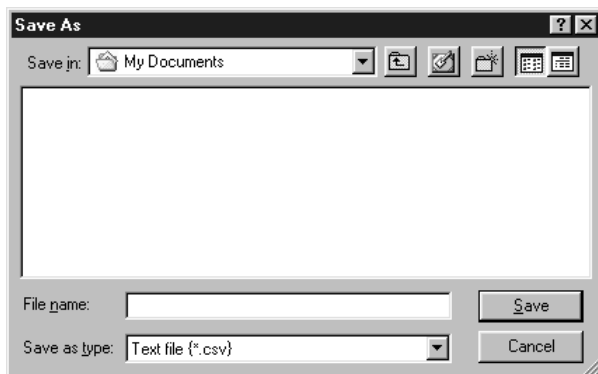 Save As
Save in: My Documents
File name:
Save
Save as type: Text file {*.csv}
Cancel